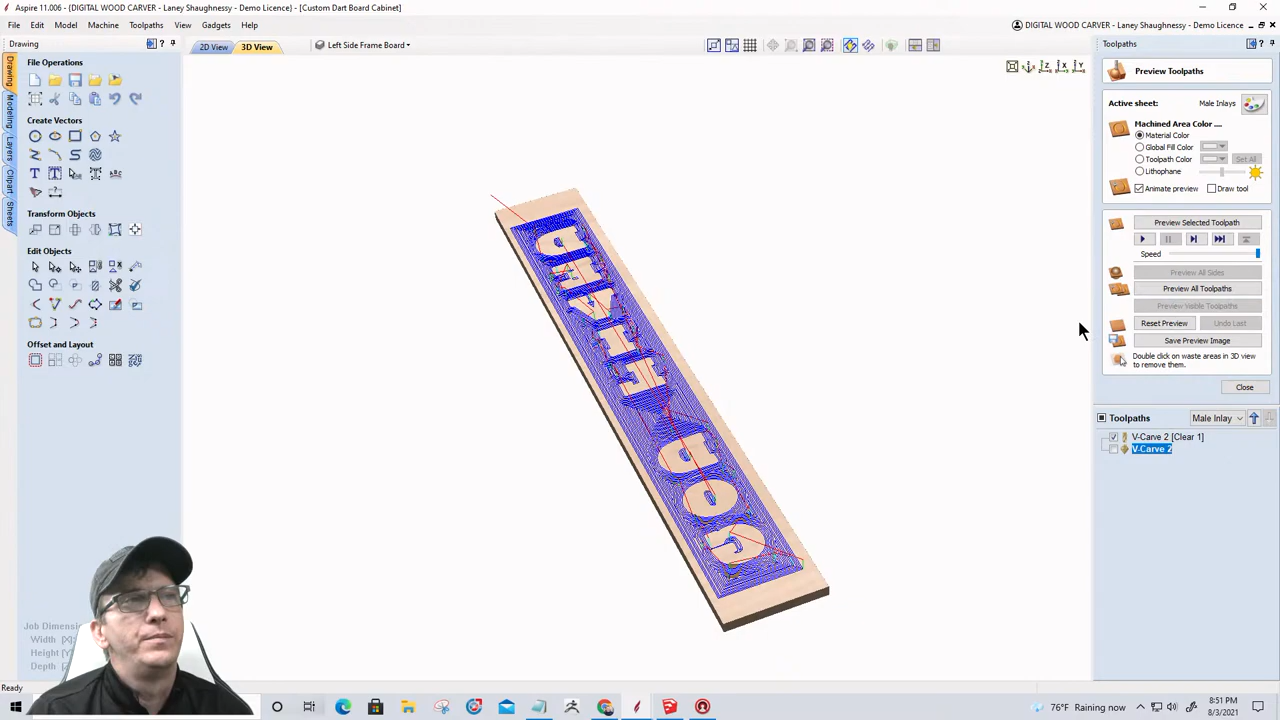 Aspire 11.006 - DIGITAL WOOD CARVER - Laney Shaughnessy - Demo Licence - [Custom Dart Board Cabinet]
File Edit Model Machine Toolpaths View Gadgets Help
DIGITAL WOOD CARVER - Laney Shaughnessy - Demo Licence
Drawing
2D View
3D View
Left Side Frame Board
Toolpaths
Drawing
Modeling
Layers
Clipart
Sheets
File Operations
Create Vectors
Transform Objects
Edit Objects
Offset and Layout
Z X Y
Preview Toolpaths
Active sheet: Male Inlays
Machined Area Color ....
Material Color
Global Fill Color
Toolpath Color
Set All
Lithophane
Animate preview
Draw tool
Preview Selected Toolpath
Speed
Preview All Sides
Preview All Toolpaths
Preview Visible Toolpaths
Reset Preview
Undo Last
Save Preview Image
Double click on waste areas in 3D view
to remove them.
Close
Toolpaths
Male Inlay
V-Carve 2 [Clear 1]
V-Carve 2
Job Dimensions
Width [X]:
Height [Y]
Depth [Z]
Ready
76°F Raining now
8:51 PM
8/3/2021